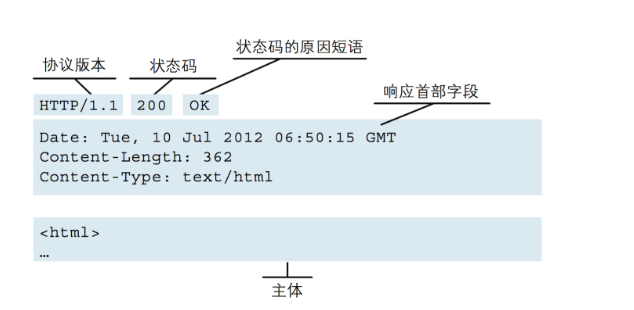 状态码的原因短语
协议版本
状态码
响应首部字段
HTTP/1.1 200 OK
Date: Tue, 10 Jul 2012 06:50:15 GMT
Content-Length: 362
Content-Type: text/html
<html>
…
主体